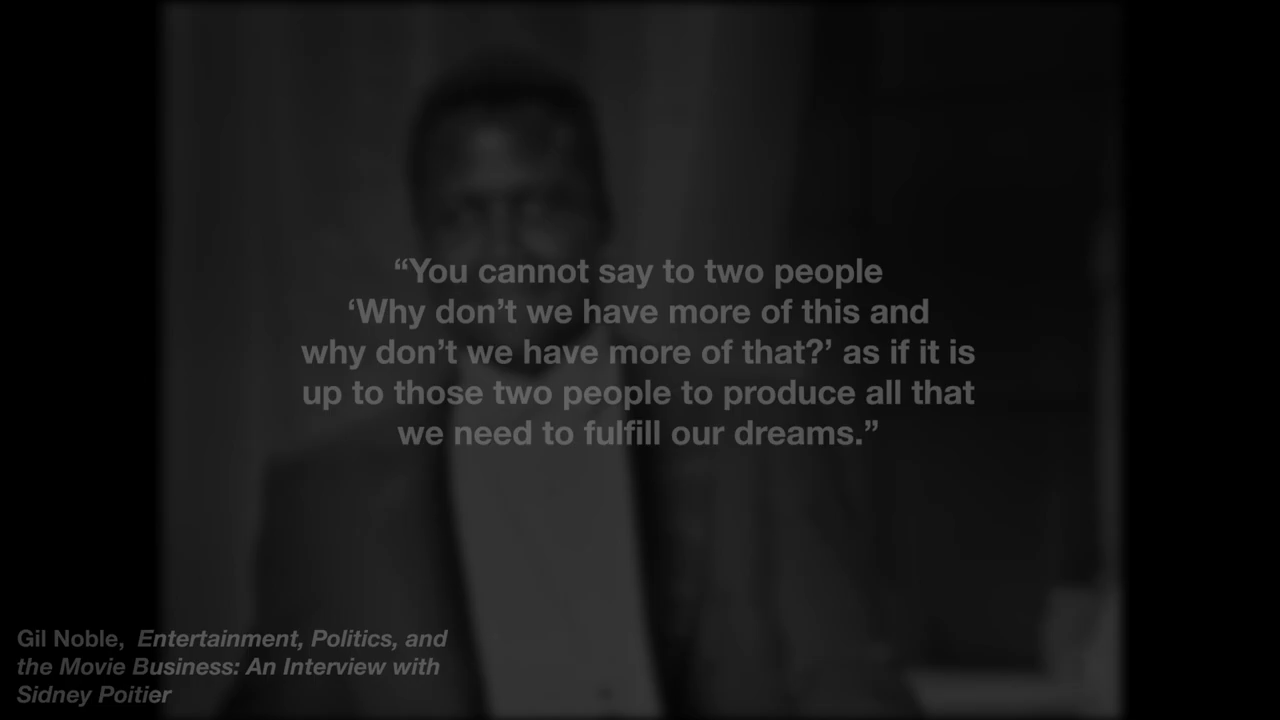 “You cannot say to two people
‘Why don’t we have more of this and
why don’t we have more of that?’ as if it is
up to those two people to produce all that
we need to fulfill our dreams.”
Gil Noble, Entertainment, Politics, and
the Movie Business: An Interview with
Sidney Poitier